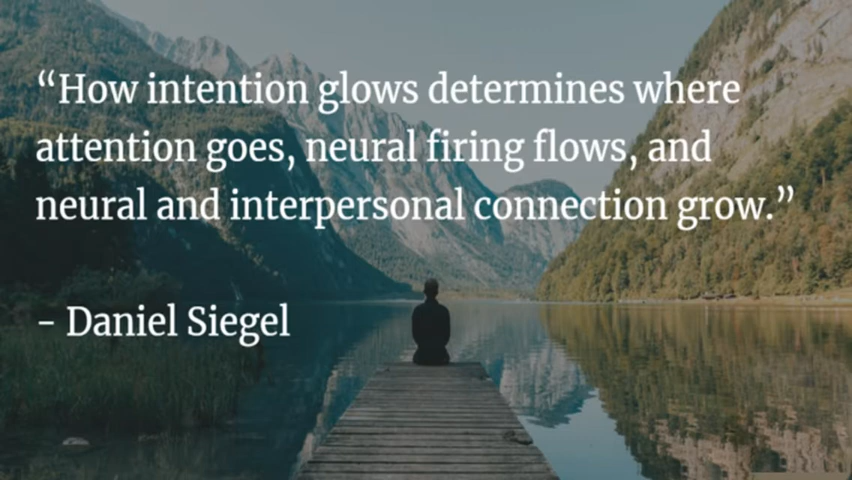 “How intention glows determines where
attention goes, neural firing flows, and
neural and interpersonal connection grow.”
- Daniel Siegel